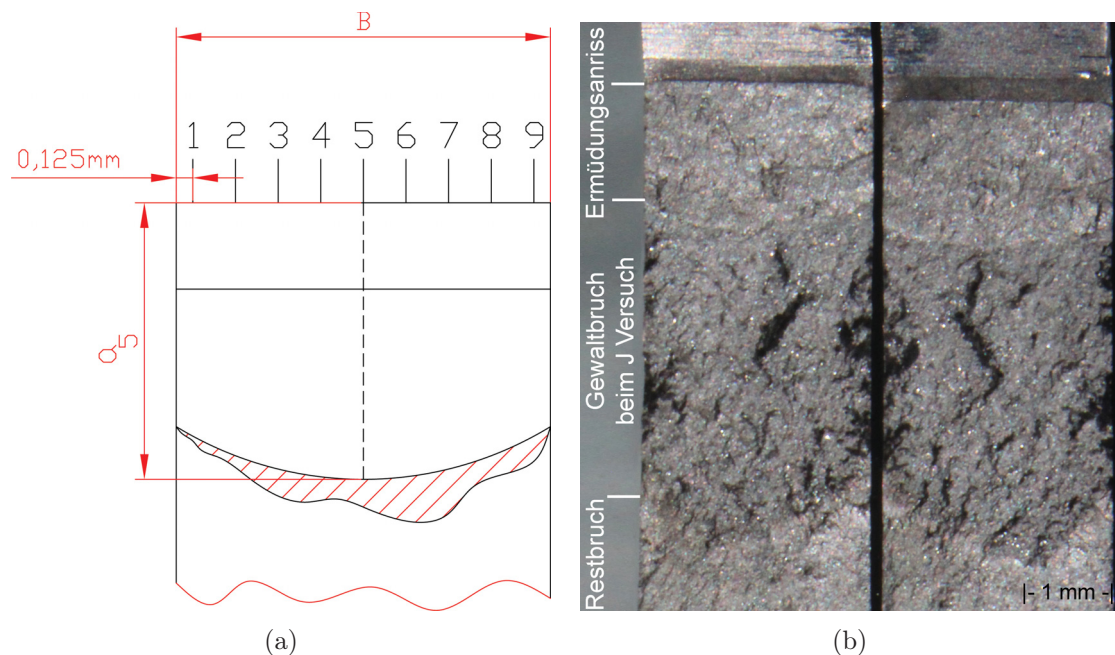 B
1 2 3 4 5 6 7 8 9
0,125mm
a5
(a)
Ermüdungsanriss
Gewaltbruch
beim J Versuch
Restbruch
|- 1 mm -|
(b)